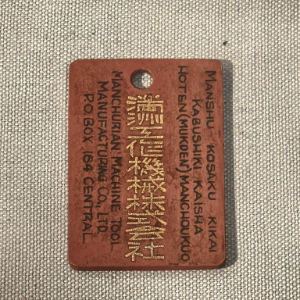 MANSHU KOSAKU KIKAI
KABUSHIKI KAISHA
HOTEN (MUKDEN) MANCHOUKUO.
滿洲工作機械株式會社
MANCHURIAN MACHINE TOOL
MANUFACTURING CO., LTD.
P.O.BOX 164 CENTRAL